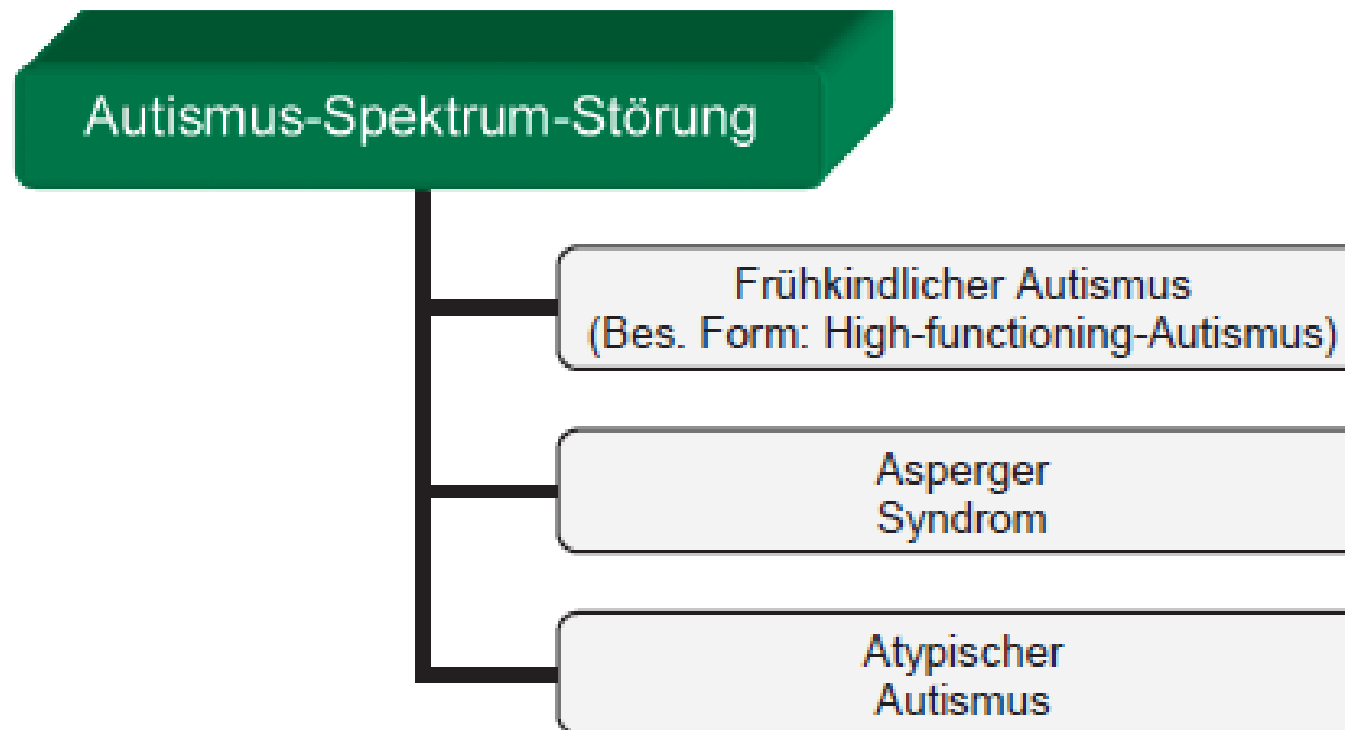 Autismus-Spektrum-Störung
Frühkindlicher Autismus
(Bes. Form: High-functioning-Autismus)
Asperger
Syndrom
Atypischer
Autismus